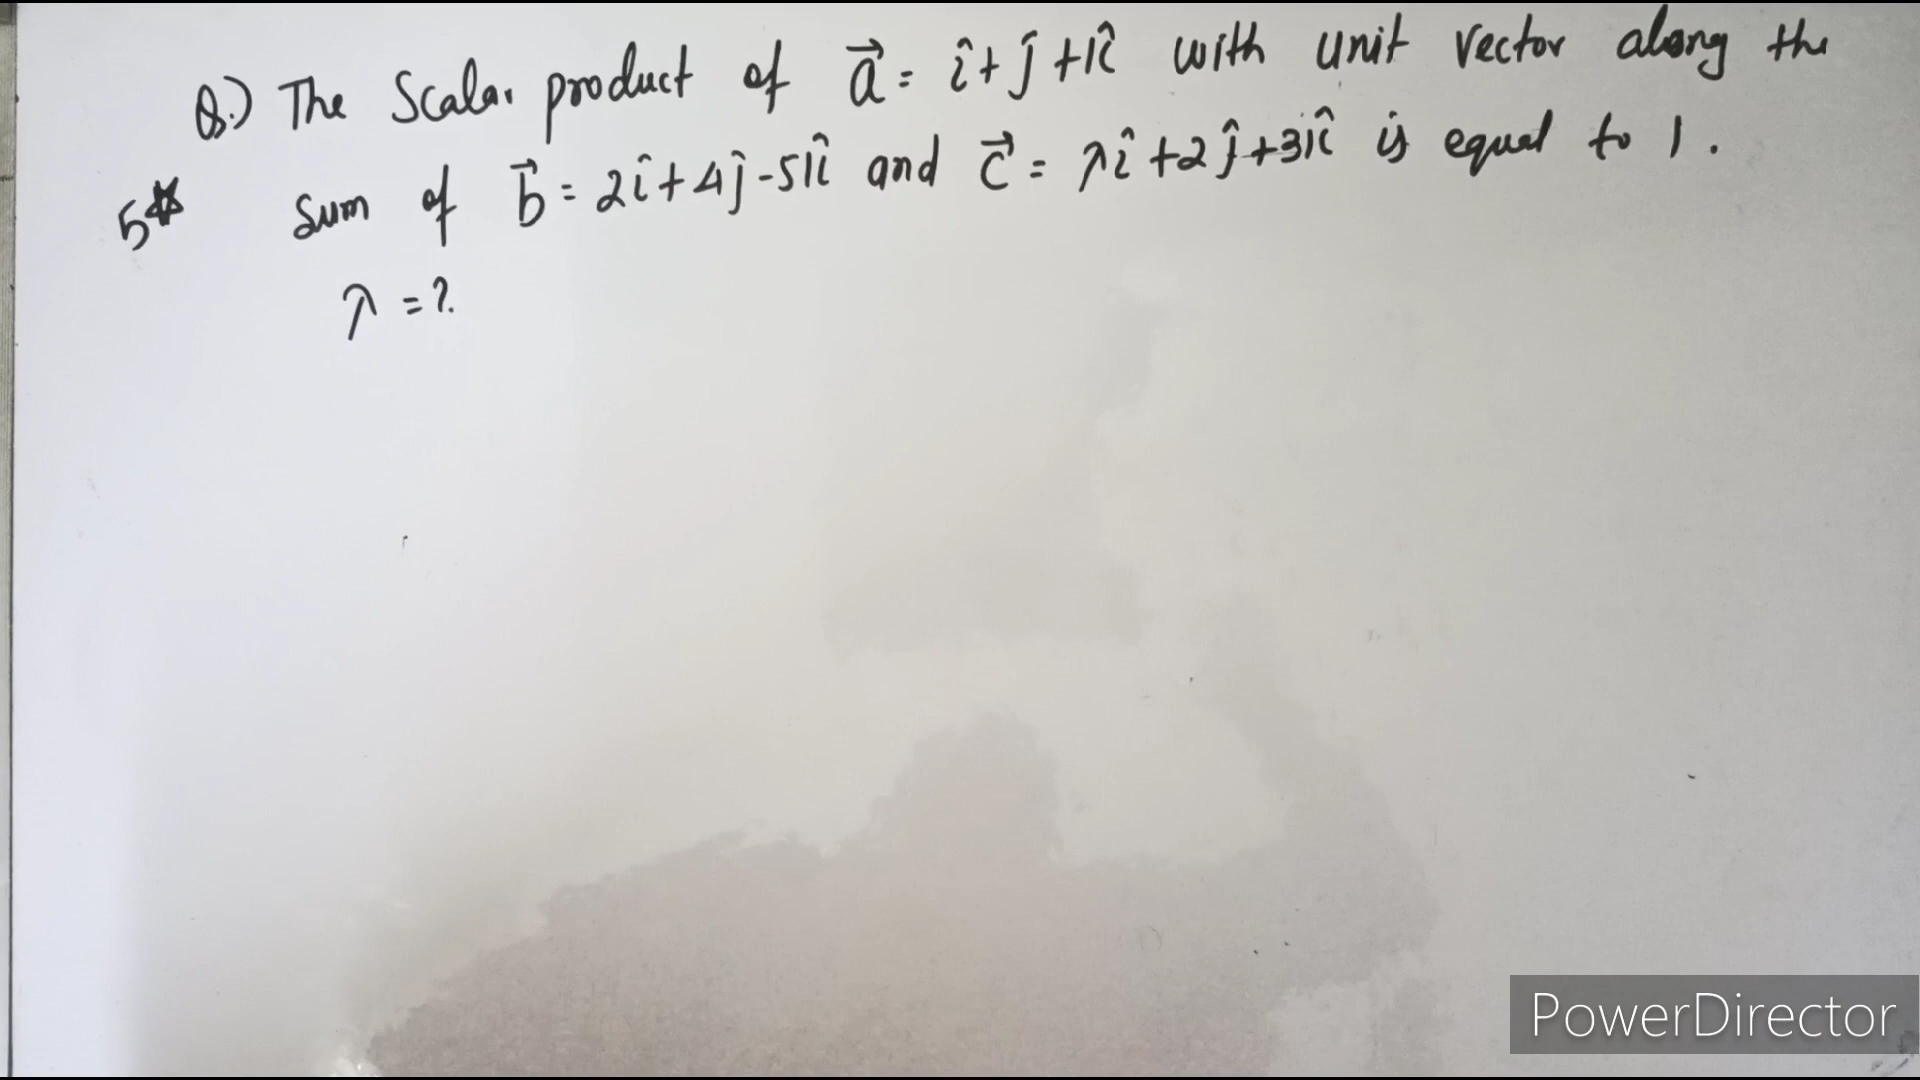 Q.) The Scalar product of a⃗ = î + ĵ + k̂ with unit vector along the
5* sum of b⃗ = 2î + 4ĵ - 5k̂ and c⃗ = λî + 2ĵ + 3k̂ is equal to 1.
λ = ?.
PowerDirector